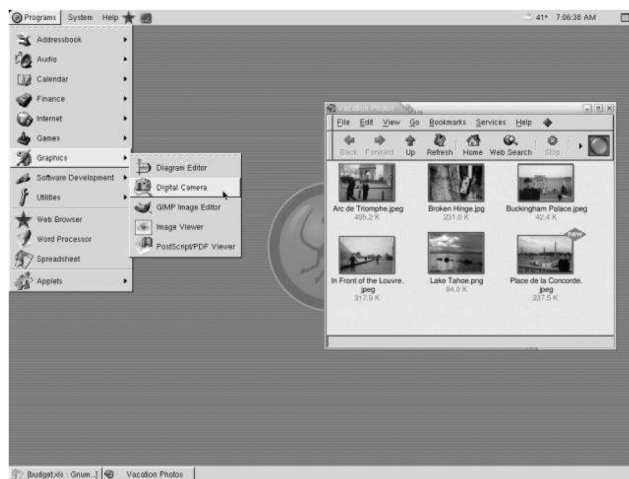 Programs System Help 41° 7:06:38 AM
Addressbook
Audio
Calendar
Finance
Internet
Games
Graphics
Software Development
Utilities
Web Browser
Word Processor
Spreadsheet
Applets
Diagram Editor
Digital Camera
GIMP Image Editor
Image Viewer
PostScript/PDF Viewer
Vacation Photos
File Edit View Go Bookmarks Services Help
Back Forward Up Refresh Home Web Search Stop
Arc de Triomphe.jpeg
495.2 K
Broken Hinge.jpg
231.0 K
Buckingham Palace.jpeg
42.4 K
In Front of the Louvre.
jpeg
317.9 K
Lake Tahoe.png
94.0 K
new
Place de la Concorde.
jpeg
337.5 K
[budget.xls : Gnum...] Vacation Photos